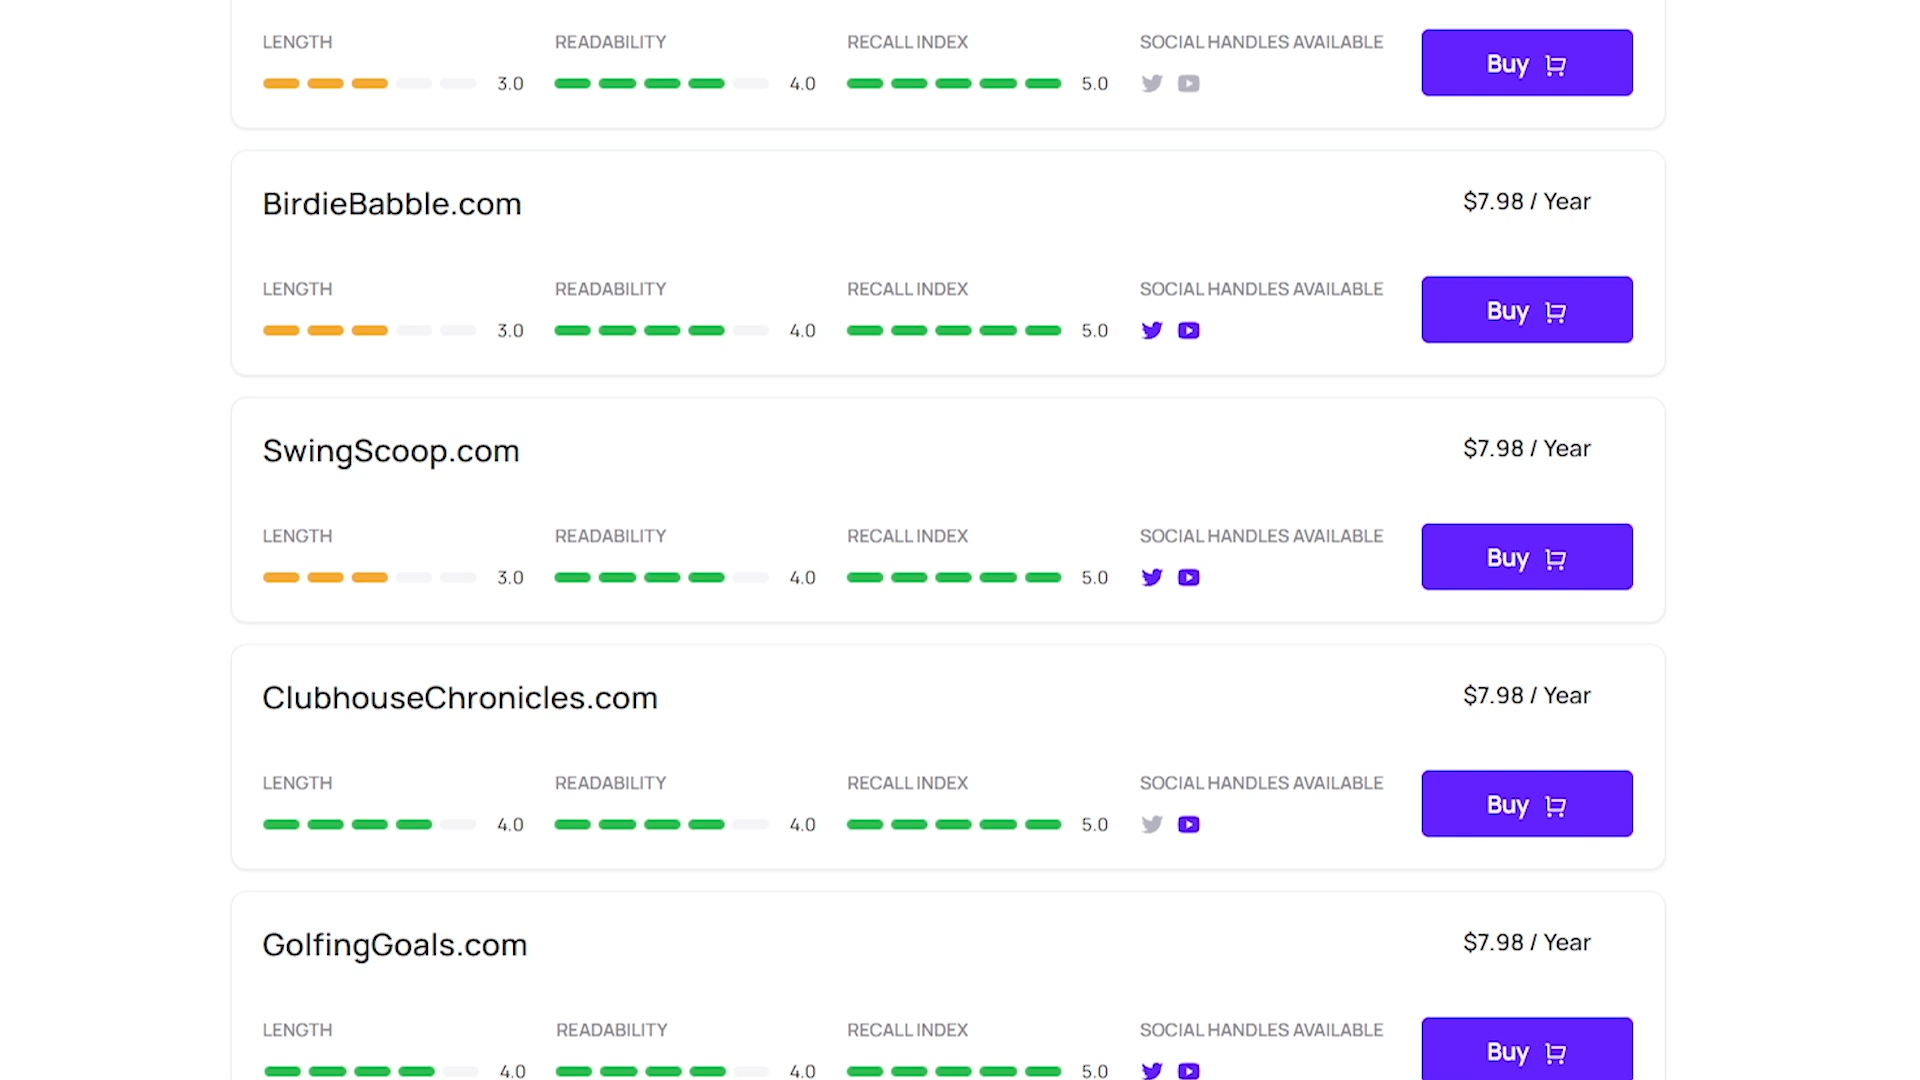 LENGTH READABILITY RECALL INDEX SOCIAL HANDLES AVAILABLE Buy
3.0 4.0 5.0
BirdieBabble.com $7.98 / Year
LENGTH READABILITY RECALL INDEX SOCIAL HANDLES AVAILABLE Buy
3.0 4.0 5.0
SwingScoop.com $7.98 / Year
LENGTH READABILITY RECALL INDEX SOCIAL HANDLES AVAILABLE Buy
3.0 4.0 5.0
ClubhouseChronicles.com $7.98 / Year
LENGTH READABILITY RECALL INDEX SOCIAL HANDLES AVAILABLE Buy
4.0 4.0 5.0
GolfingGoals.com $7.98 / Year
LENGTH READABILITY RECALL INDEX SOCIAL HANDLES AVAILABLE Buy
4.0 4.0 5.0